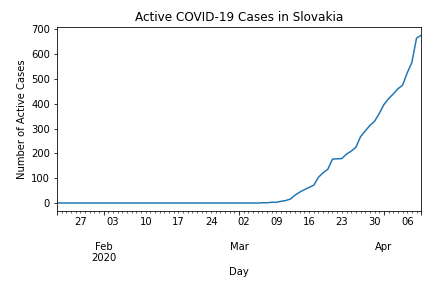 Active COVID-19 Cases in Slovakia
700
600
500
400
300
200
100
0
Number of Active Cases
27 03 10 17 24 02 09 16 23 30 06
Feb Mar Apr
2020
Day